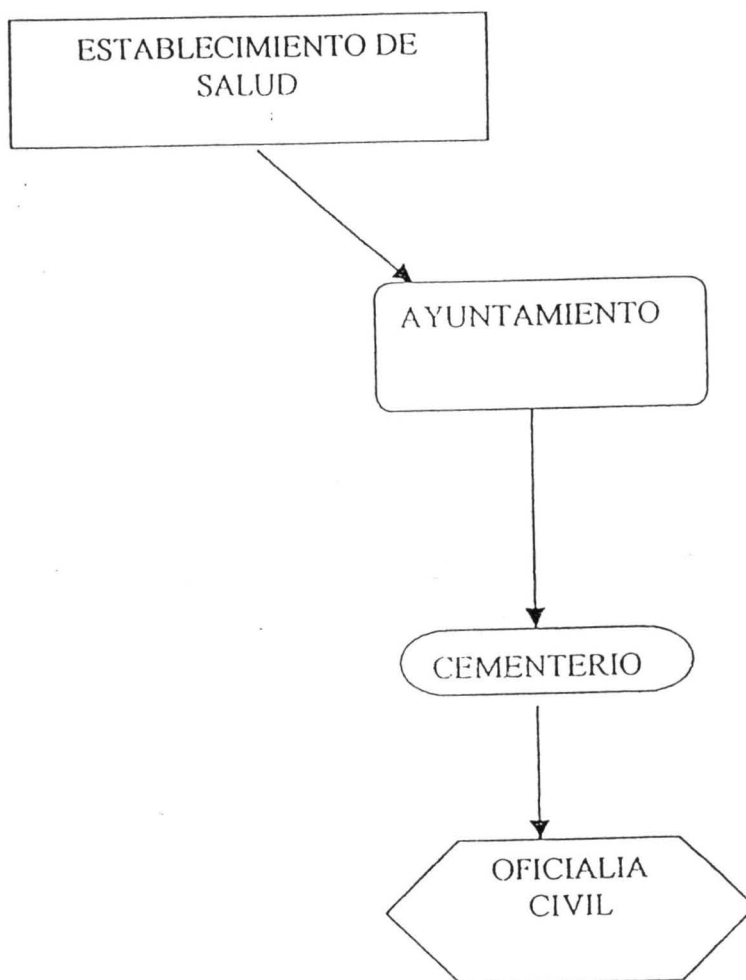 ESTABLECIMIENTO DE
SALUD
AYUNTAMIENTO
CEMENTERIO
OFICIALIA
CIVIL